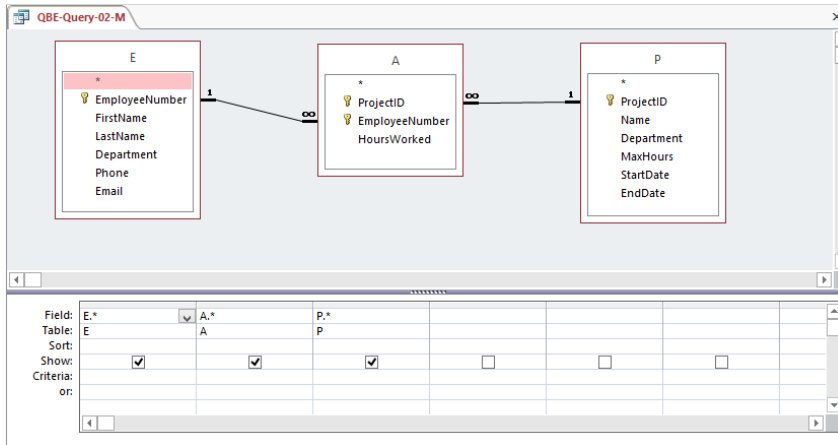 QBE-Query-02-M
E
*
EmployeeNumber
FirstName
LastName
Department
Phone
Email
1
∞
A
*
ProjectID
EmployeeNumber
HoursWorked
∞
1
P
*
ProjectID
Name
Department
MaxHours
StartDate
EndDate
Field: E.* A.* P.*
Table: E A P
Sort:
Show:
Criteria:
or: